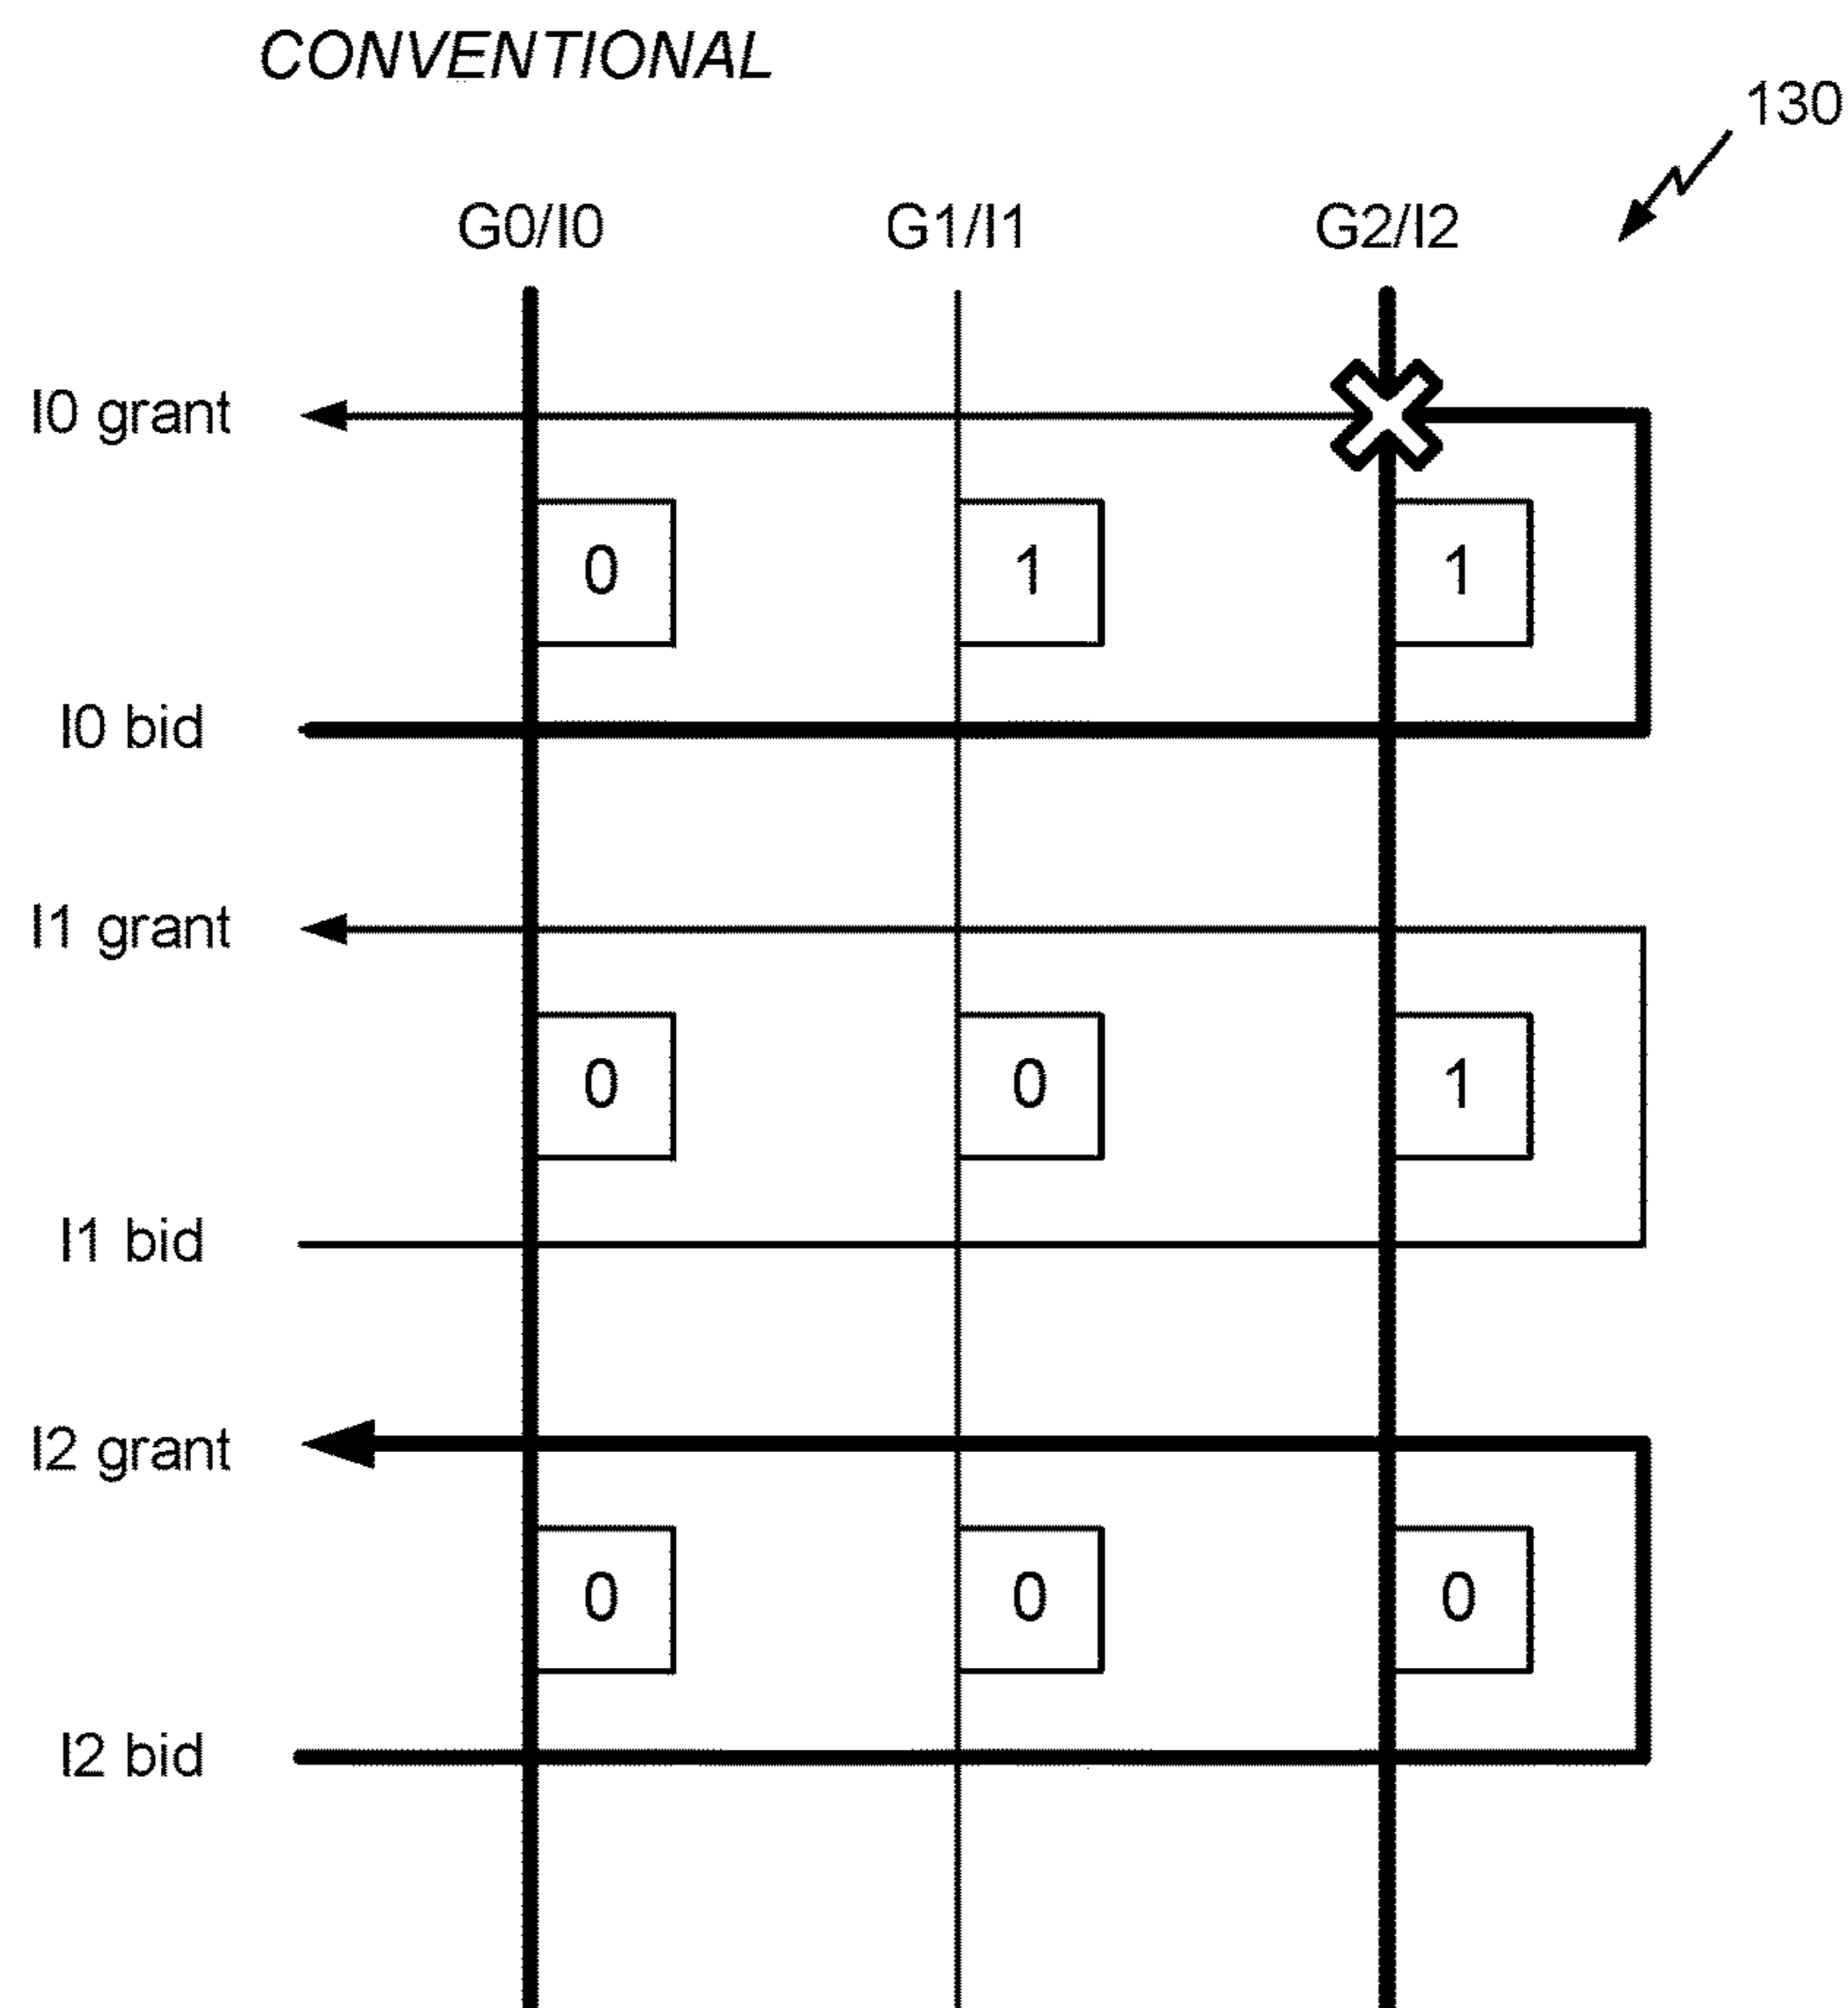 CONVENTIONAL
130
G0/I0 G1/I1 G2/I2
I0 grant
0 1 1
I0 bid
I1 grant
0 0 1
I1 bid
I2 grant
0 0 0
I2 bid